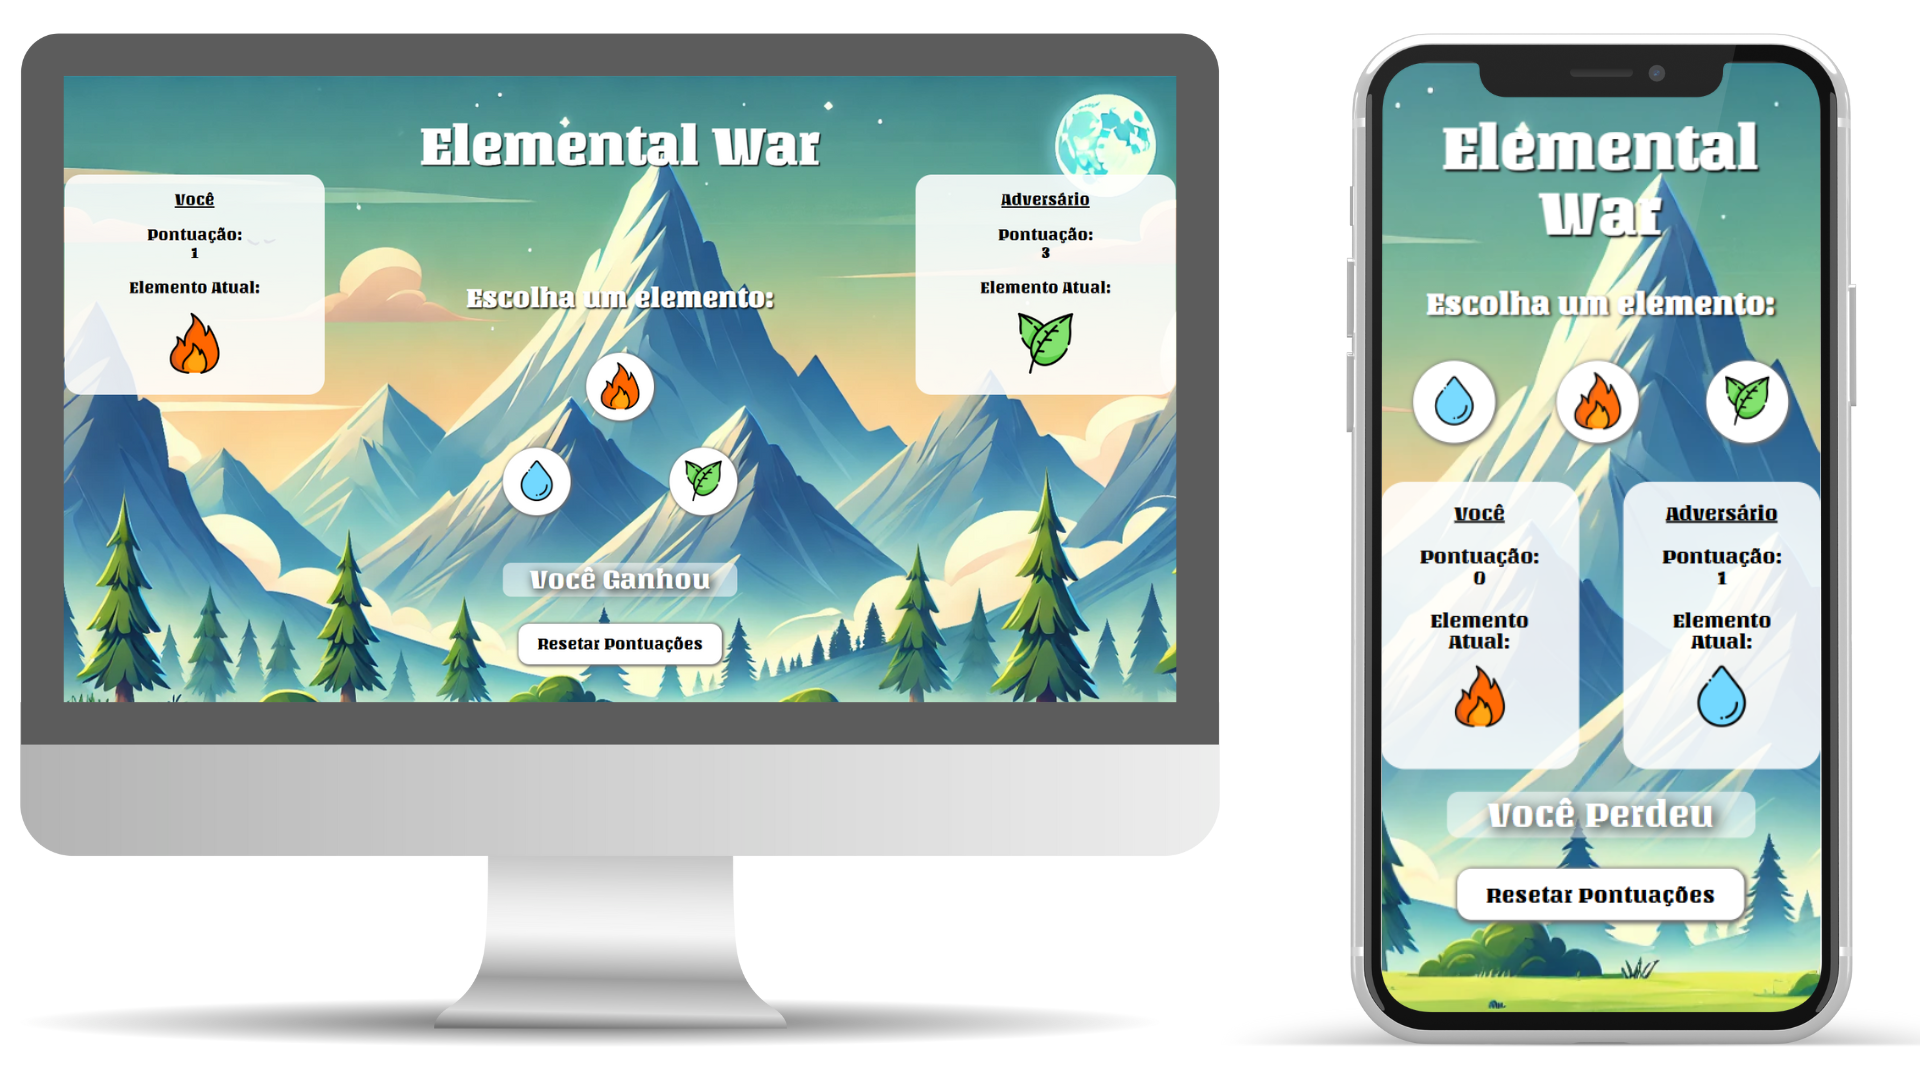 Elemental War
Você
Pontuação:
1
Elemento Atual:
Adversário
Pontuação:
3
Elemento Atual:
Escolha um elemento:
Você Ganhou
Resetar Pontuações
Elemental
War
Escolha um elemento:
Você
Pontuação:
0
Elemento
Atual:
Adversário
Pontuação:
1
Elemento
Atual:
Você Perdeu
Resetar Pontuações